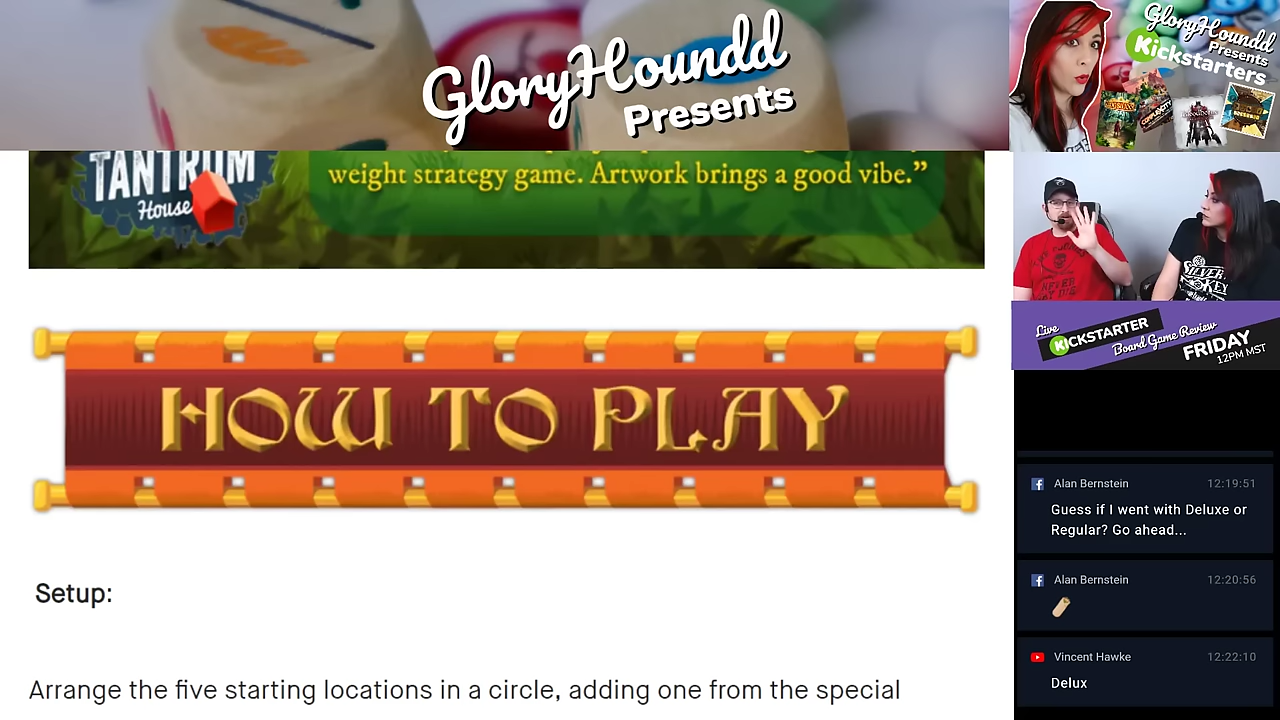 GloryHoundd
Presents
TANTRUM
House
weight strategy game. Artwork brings a good vibe.”
HOW TO PLAY
Setup:
Arrange the five starting locations in a circle, adding one from the special
GloryHoundd
Presents
Kickstarters
SILVER
KEY
Live
KICKSTARTER
Board Game Review
FRIDAY
12PM MST
Alan Bernstein 12:19:51
Guess if I went with Deluxe or
Regular? Go ahead...
Alan Bernstein 12:20:56
Vincent Hawke 12:22:10
Delux